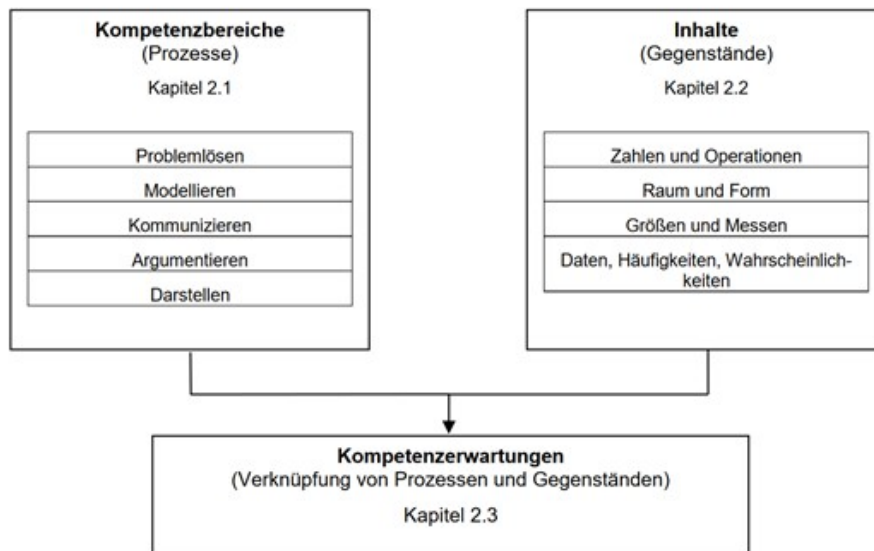 Kompetenzbereiche
(Prozesse)
Kapitel 2.1
Problemlösen
Modellieren
Kommunizieren
Argumentieren
Darstellen
Inhalte
(Gegenstände)
Kapitel 2.2
Zahlen und Operationen
Raum und Form
Größen und Messen
Daten, Häufigkeiten, Wahrscheinlich-
keiten
Kompetenzerwartungen
(Verknüpfung von Prozessen und Gegenständen)
Kapitel 2.3